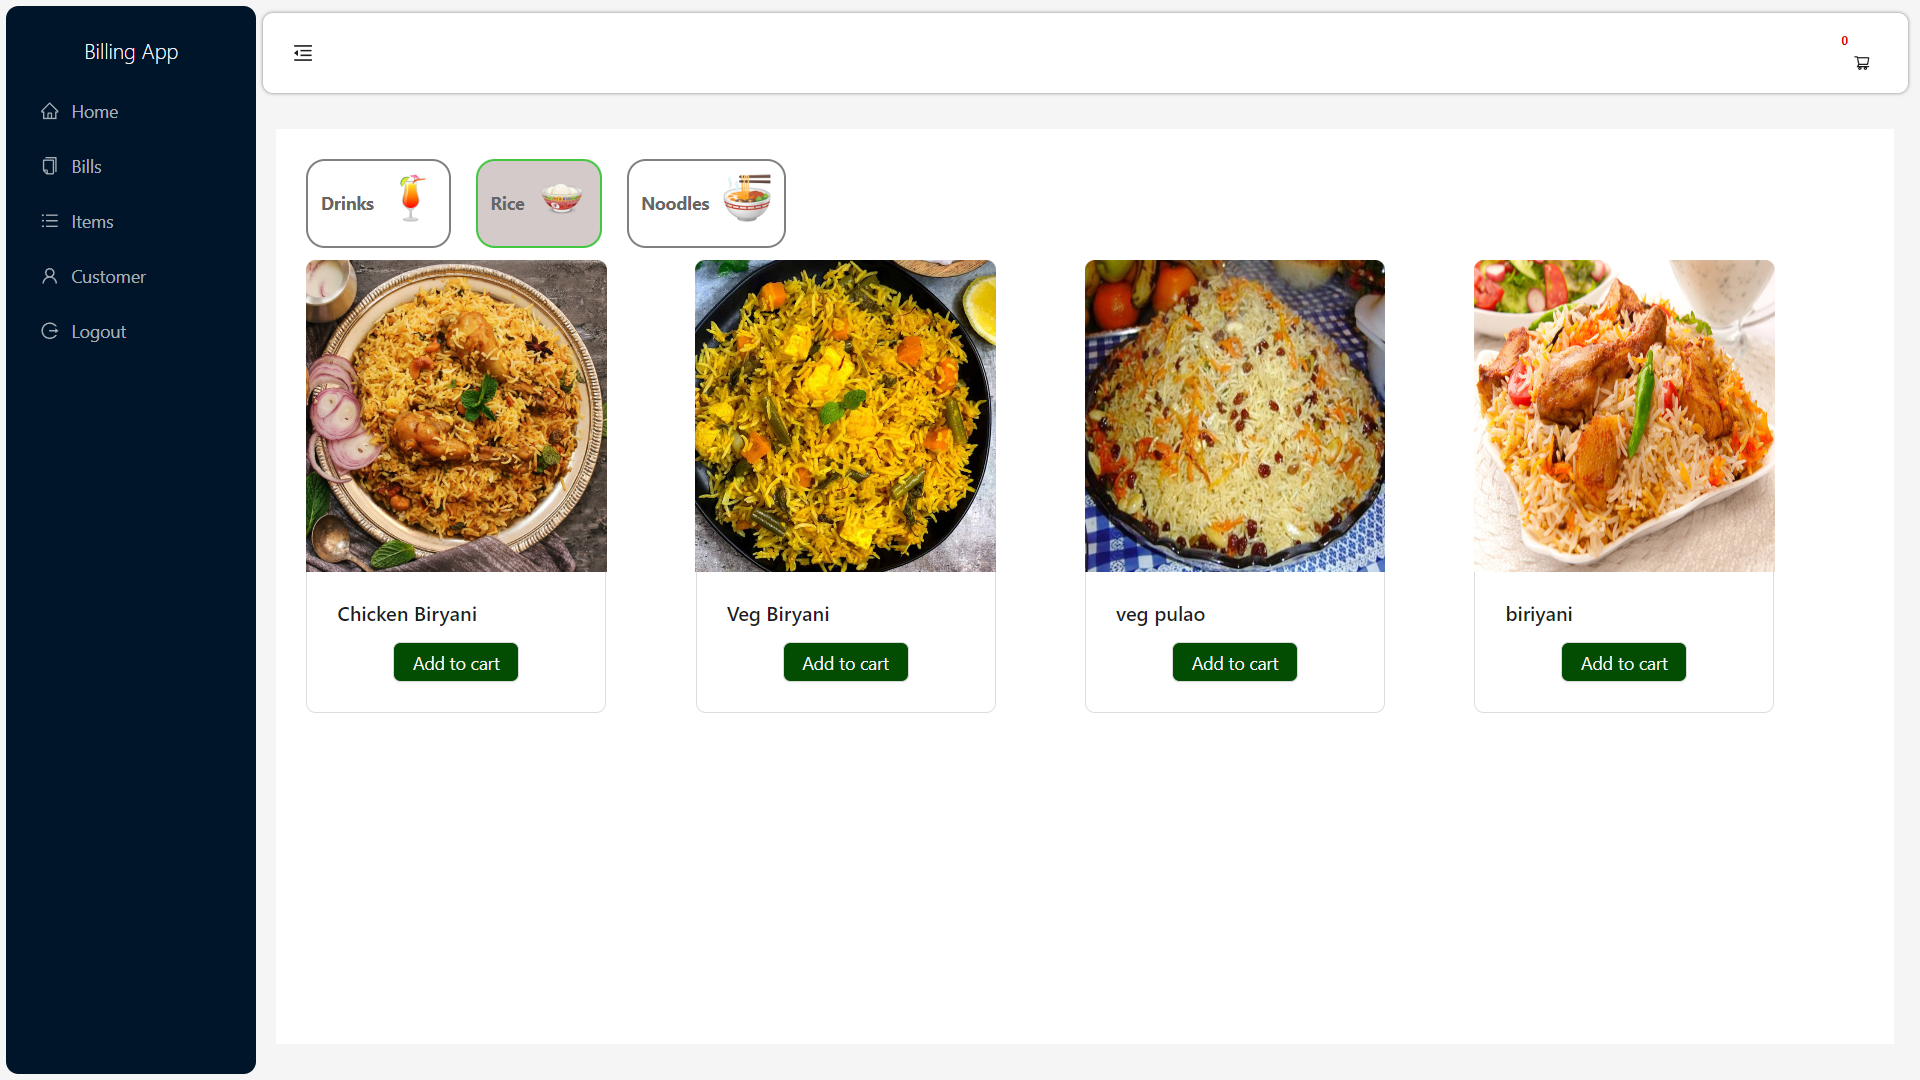 Billing App
Home
Bills
Items
Customer
Logout
0
Drinks
Rice
Noodles
Chicken Biryani
Add to cart
Veg Biryani
Add to cart
veg pulao
Add to cart
biriyani
Add to cart